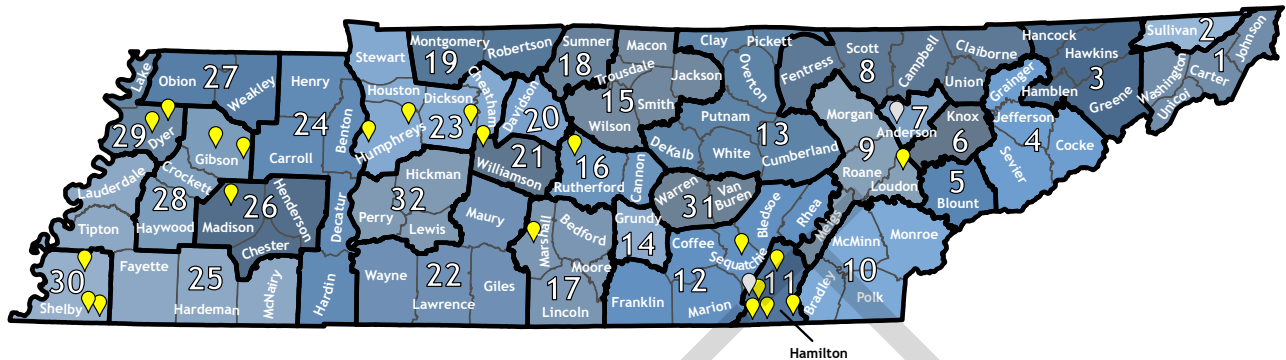 Lake
Obion
27
Weakley
Henry
Stewart
Montgomery
19
Robertson
Sumner
18
Macon
Trousdale
Clay
Pickett
Overton
Jackson
Fentress
Scott
8
Campbell
Claiborne
Union
Hancock
Hawkins
3
Grainger
Hamblen
Greene
Sullivan
2
Johnson
1
Washington
Carter
Unicoi
29
Dyer
Gibson
24
Carroll
Benton
Houston
Humphreys
Dickson
23
Cheatham
Davidson
20
15
Smith
Wilson
Putnam
13
DeKalb
White
Cumberland
Morgan
9
Roane
Loudon
Anderson
7
Knox
6
Jefferson
4
Sevier
Cocke
5
Blount
Lauderdale
Crockett
28
Haywood
26
Madison
Henderson
Chester
Decatur
Hickman
32
Perry
Lewis
Williamson
21
Maury
16
Rutherford
Cannon
Warren
31
Van
Buren
Bledsoe
Rhea
Meigs
McMinn
Monroe
10
Polk
Bradley
Tipton
30
Shelby
Fayette
25
Hardeman
McNairy
Hardin
Wayne
22
Lawrence
Giles
Marshall
Bedford
Moore
17
Lincoln
Grundy
14
Coffee
12
Franklin
Marion
Sequatchie
11
Hamilton